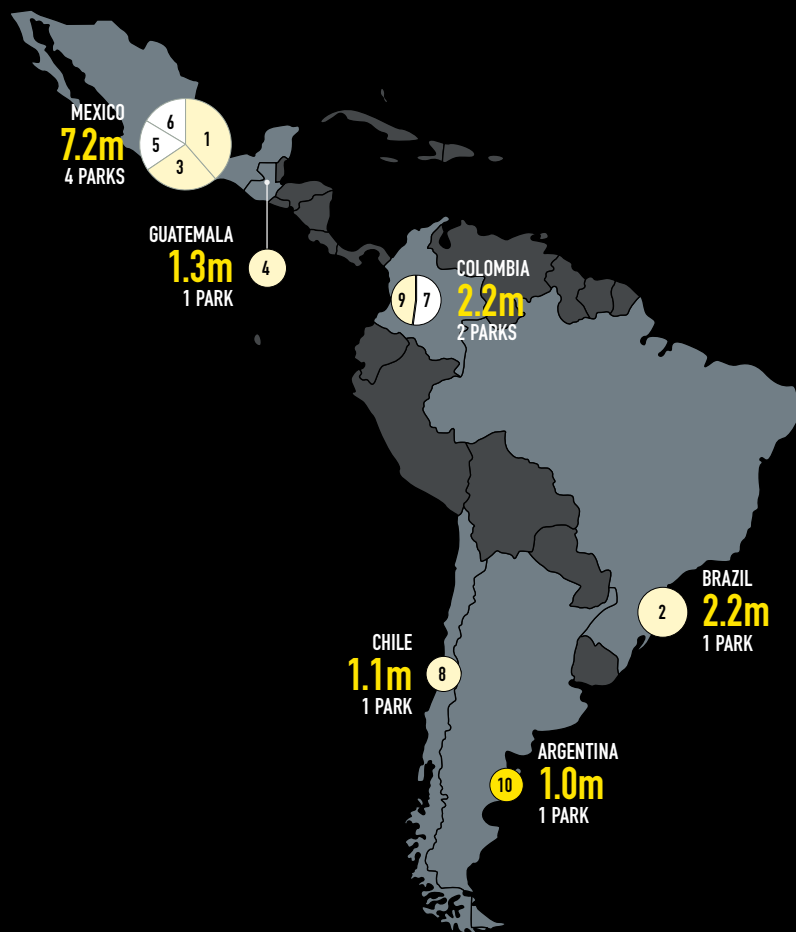 MEXICO
7.2m
4 PARKS
6
1
5
3
GUATEMALA
1.3m
1 PARK
4
COLOMBIA
2.2m
2 PARKS
9
7
BRAZIL
2.2m
1 PARK
2
CHILE
1.1m
1 PARK
8
ARGENTINA
1.0m
1 PARK
10